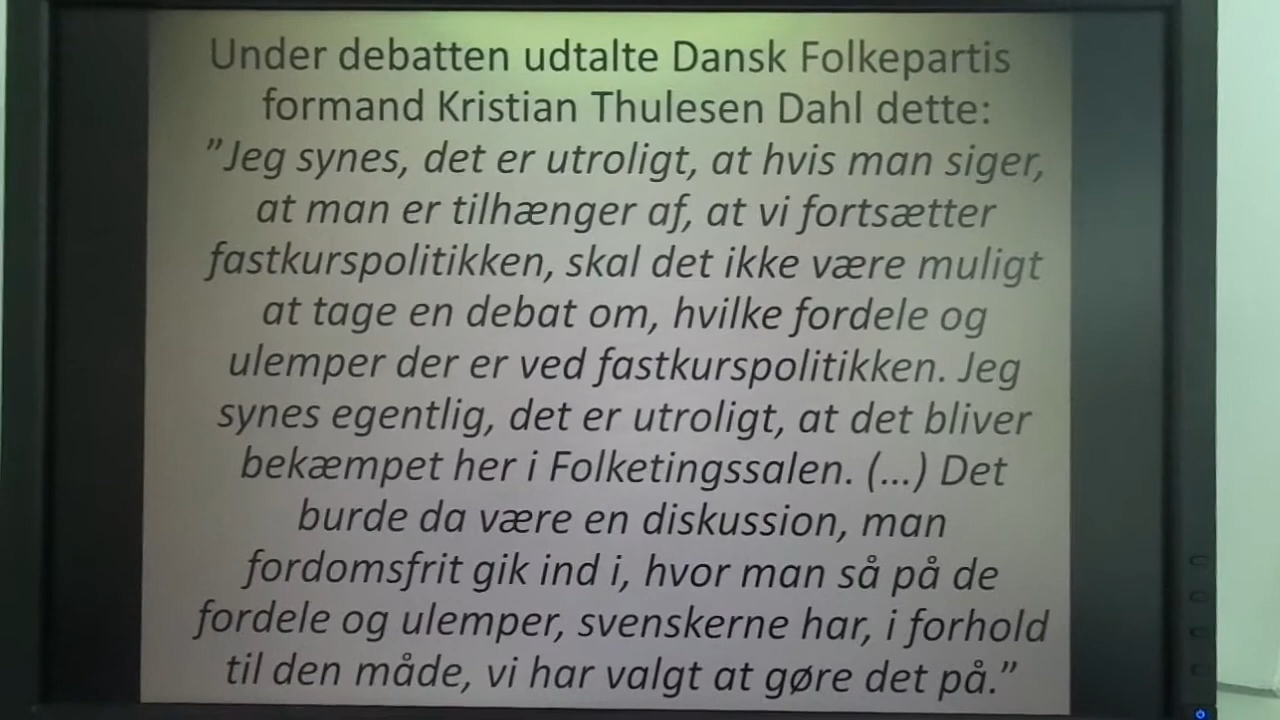 Under debatten udtalte Dansk Folkepartis
formand Kristian Thulesen Dahl dette:
”Jeg synes, det er utroligt, at hvis man siger,
at man er tilhænger af, at vi fortsætter
fastkurspolitikken, skal det ikke være muligt
at tage en debat om, hvilke fordele og
ulemper der er ved fastkurspolitikken. Jeg
synes egentlig, det er utroligt, at det bliver
bekæmpet her i Folketingssalen. (...) Det
burde da være en diskussion, man
fordomsfrit gik ind i, hvor man så på de
fordele og ulemper, svenskerne har, i forhold
til den måde, vi har valgt at gøre det på.”